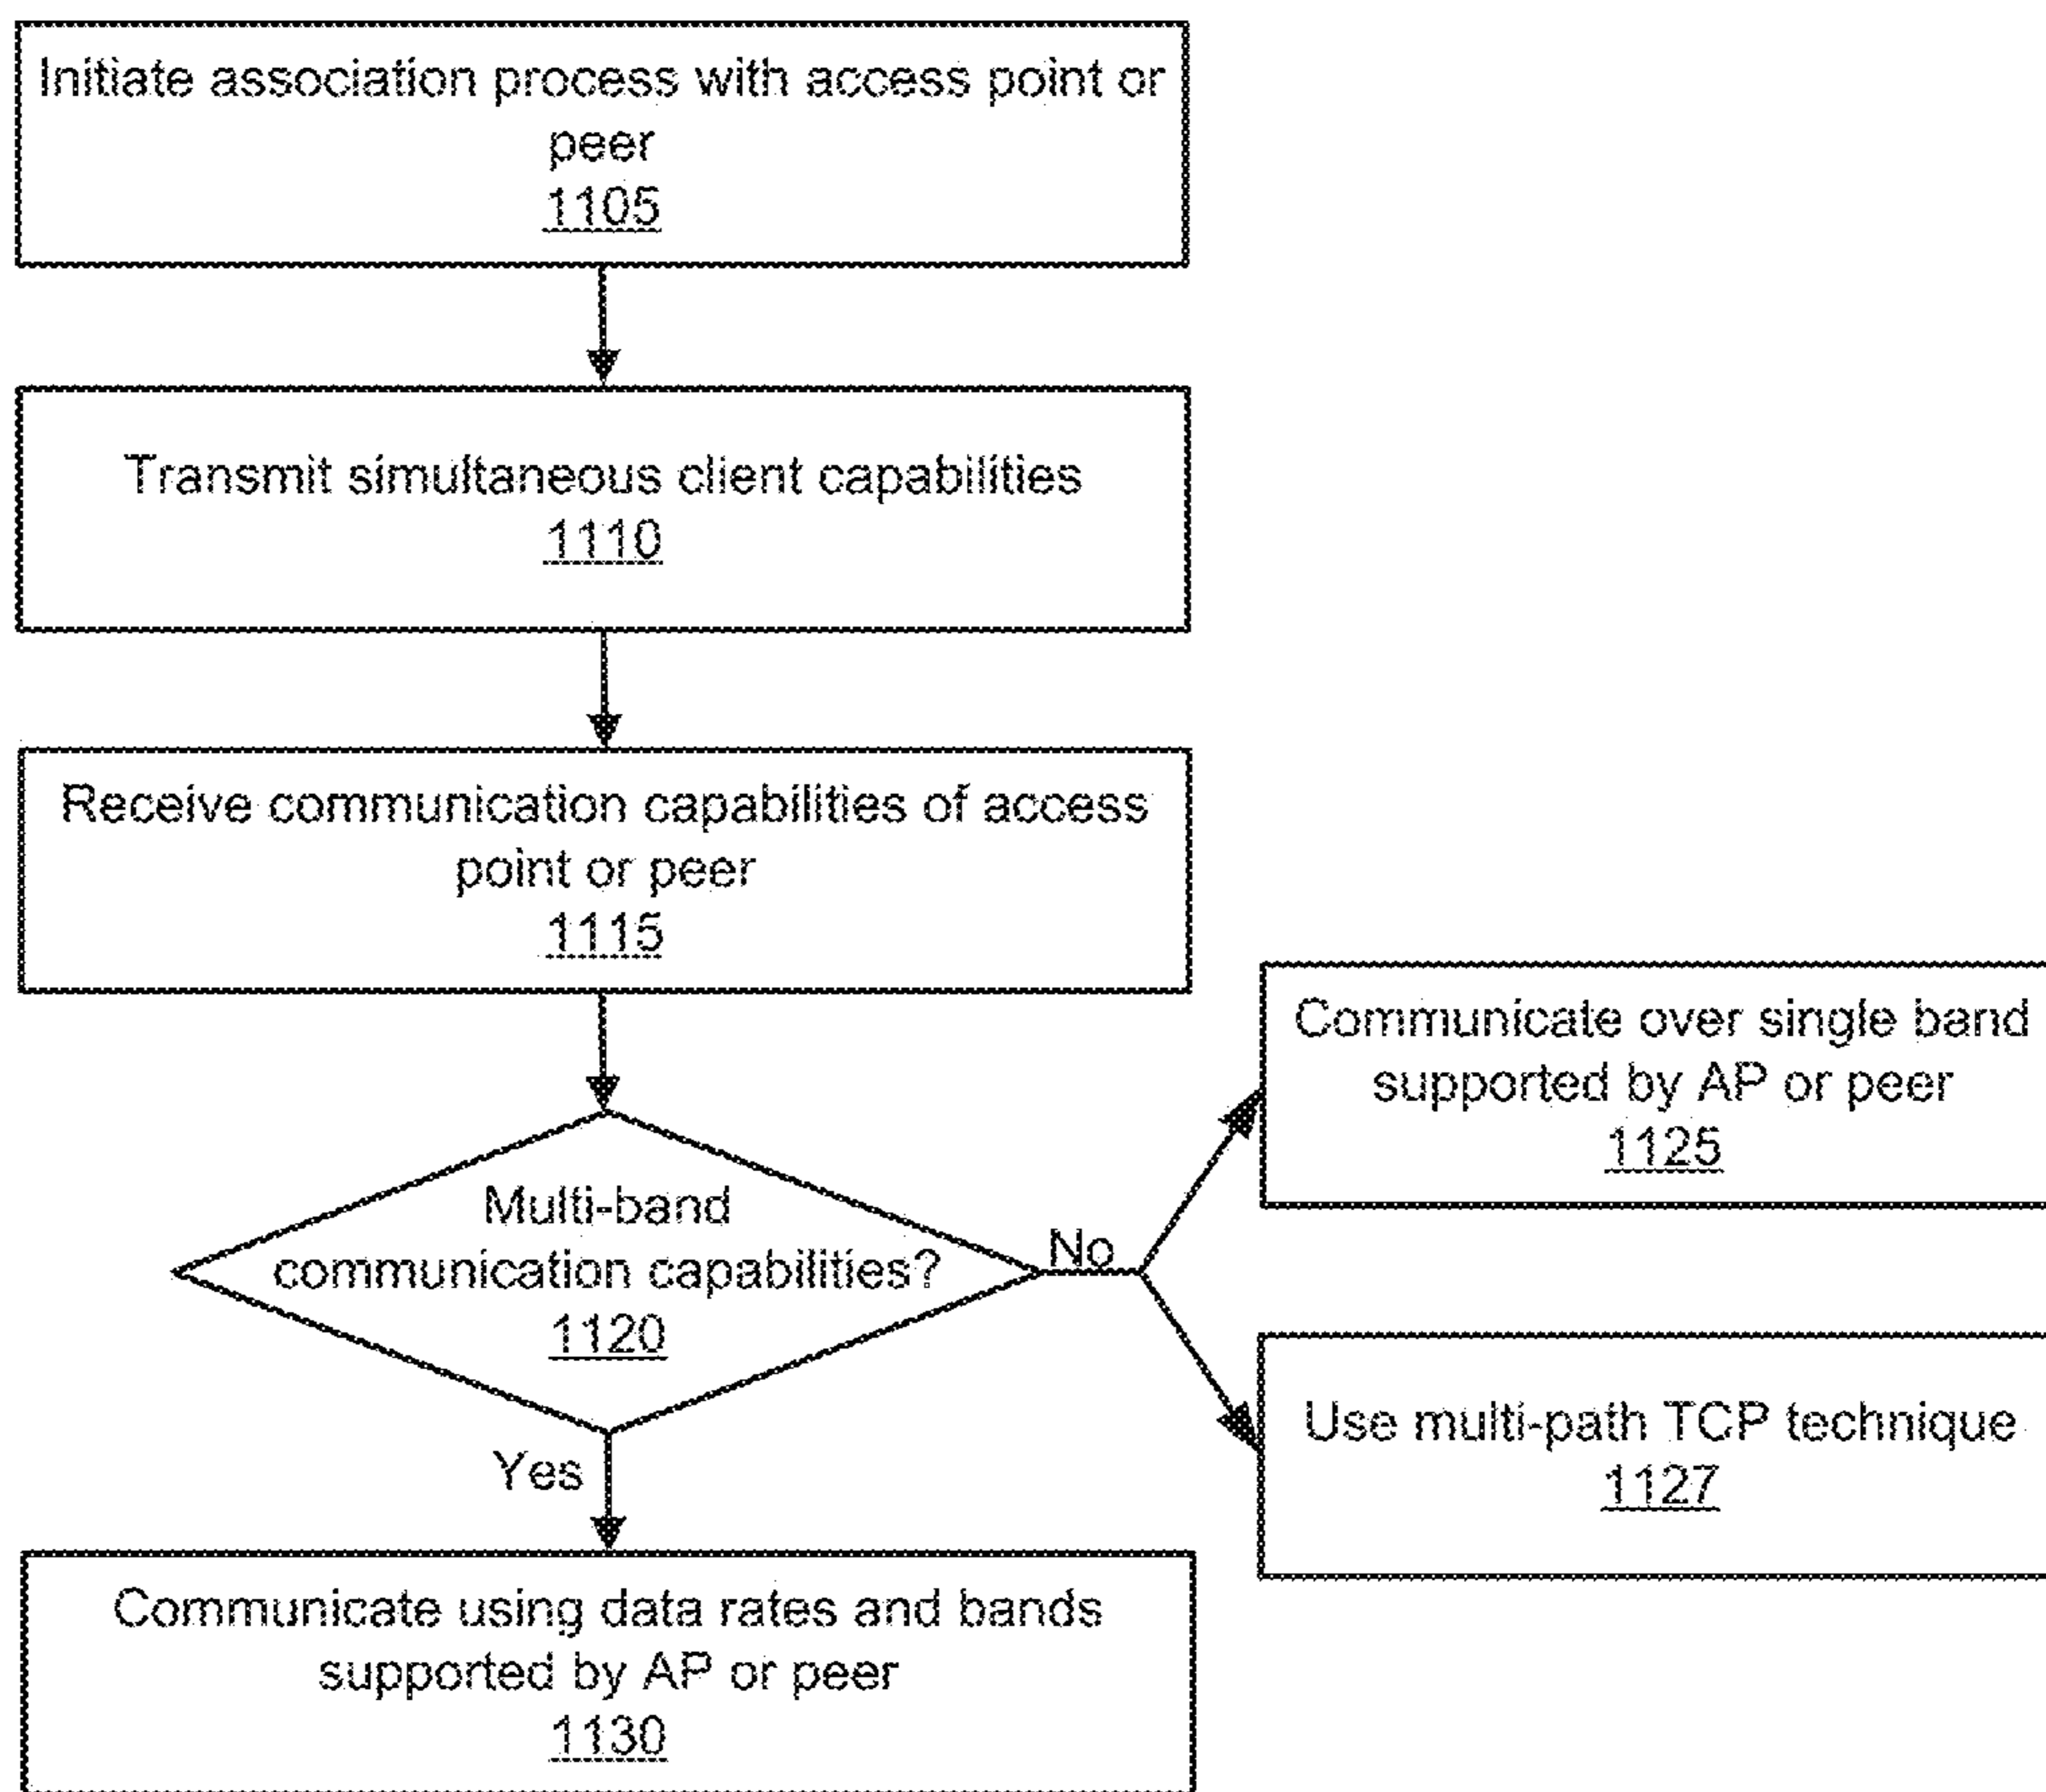 Initiate association process with access point or
peer
1105
Transmit simultaneous client capabilities
1110
Receive communication capabilities of access
point or peer
1115
Multi-band
communication capabilities?
1120
No
Communicate over single band
supported by AP or peer
1125
Use multi-path TCP technique
1127
Yes
Communicate using data rates and bands
supported by AP or peer
1130